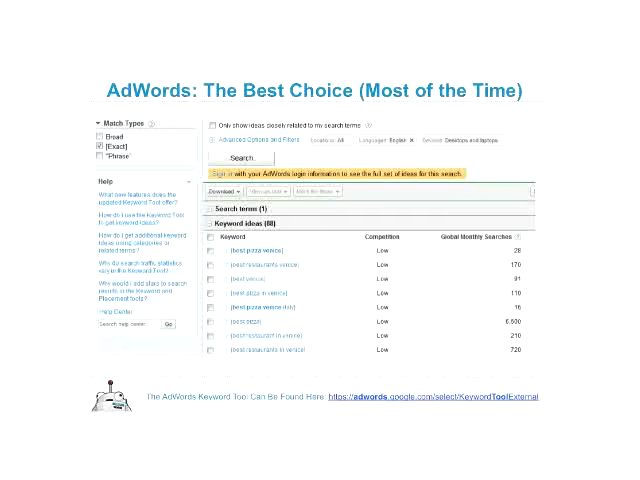 AdWords: The Best Choice (Most of the Time)
Match Types
Broad
[Exact]
"Phrase"
Help
What new features does the
updated Keyword Tool offer?
How do I use the Keyword Tool
to get keyword ideas?
How do I get additional keyword
ideas using categories or
related terms?
Why do search traffic statistics
vary in the Keyword Tool?
Why would I add stars to search
results in the Keyword and
Placement tools?
Help Center
Search help center Go
Only show ideas closely related to my search terms
Advanced Options and Filters Locations: All Languages: English X Devices: Desktops and laptops
Search
Sign in with your AdWords login information to see the full set of ideas for this search.
Download
Search terms (1)
Keyword ideas (88)
Keyword Competition Global Monthly Searches
[best pizza venice] Low 28
[best restaurants venice] Low 170
[best venice] Low 91
[best pizza in venice] Low 110
[best pizza venice italy] Low 16
[best pizza] Low 6,600
[best restaurant in venice] Low 210
[best restaurants in venice] Low 720
The AdWords Keyword Tool Can Be Found Here: https://adwords.google.com/select/KeywordToolExternal